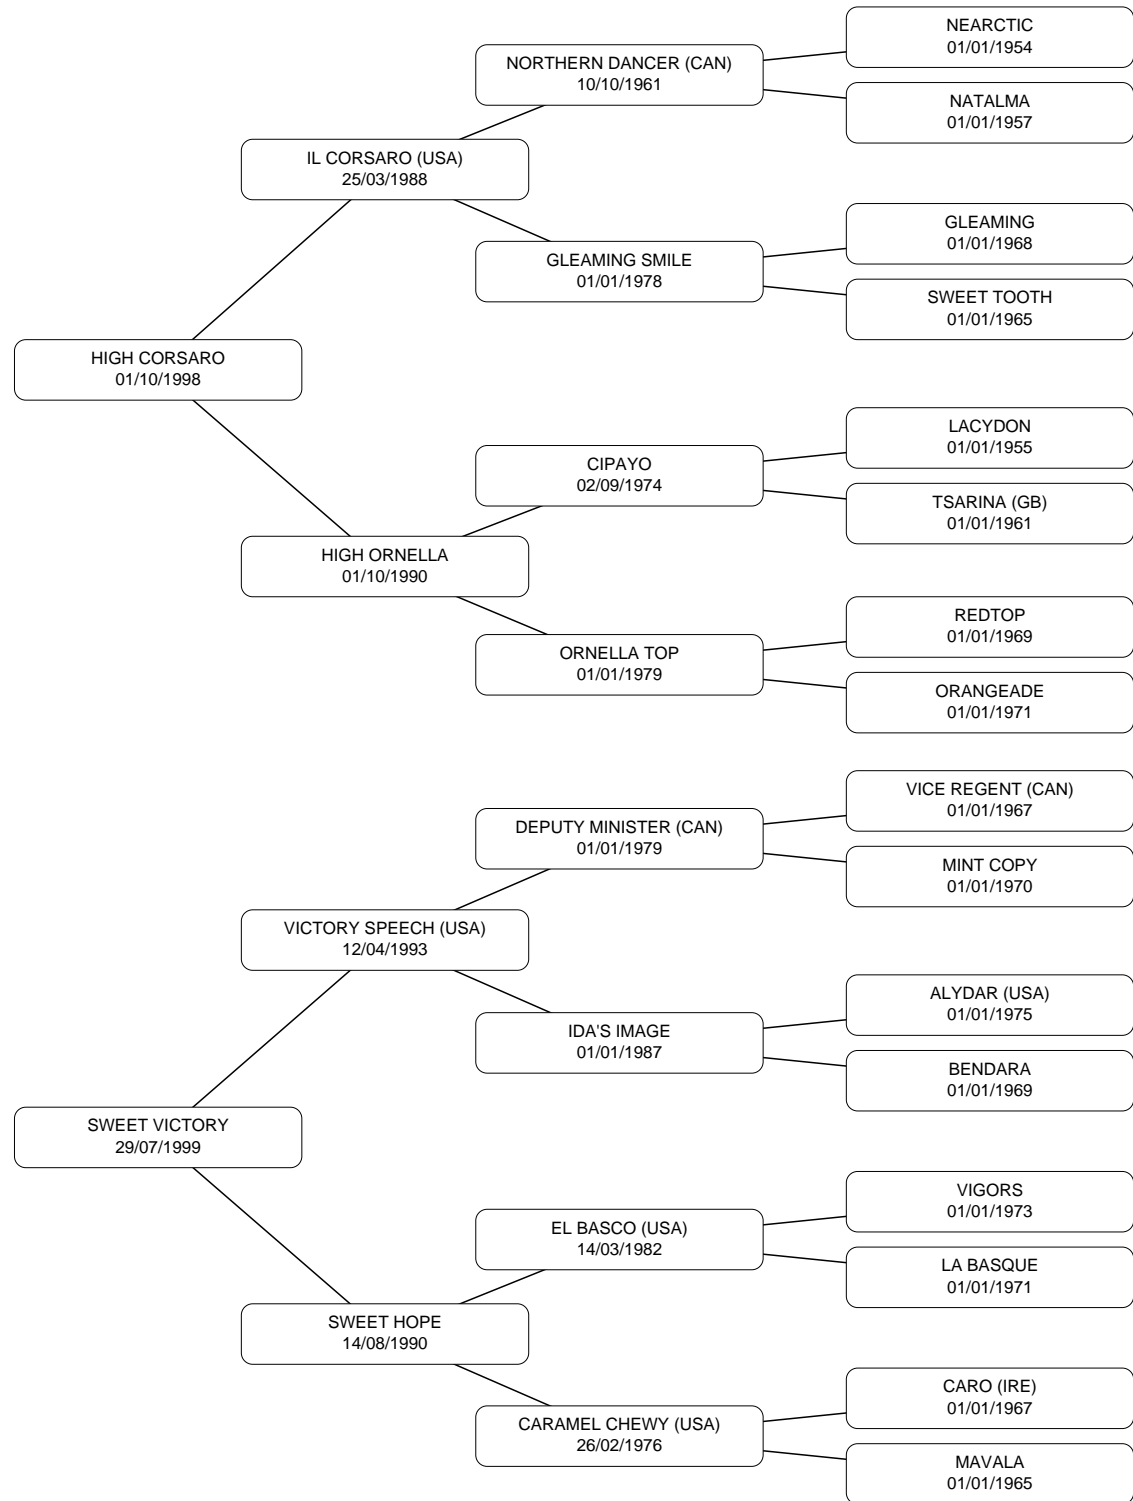 NEARCTIC
01/01/1954
NORTHERN DANCER (CAN)
10/10/1961
NATALMA
01/01/1957
IL CORSARO (USA)
25/03/1988
GLEAMING
01/01/1968
GLEAMING SMILE
01/01/1978
SWEET TOOTH
01/01/1965
HIGH CORSARO
01/10/1998
LACYDON
01/01/1955
CIPAYO
02/09/1974
TSARINA (GB)
01/01/1961
HIGH ORNELLA
01/10/1990
REDTOP
01/01/1969
ORNELLA TOP
01/01/1979
ORANGEADE
01/01/1971
VICE REGENT (CAN)
01/01/1967
DEPUTY MINISTER (CAN)
01/01/1979
MINT COPY
01/01/1970
VICTORY SPEECH (USA)
12/04/1993
ALYDAR (USA)
01/01/1975
IDA'S IMAGE
01/01/1987
BENDARA
01/01/1969
SWEET VICTORY
29/07/1999
VIGORS
01/01/1973
EL BASCO (USA)
14/03/1982
LA BASQUE
01/01/1971
SWEET HOPE
14/08/1990
CARO (IRE)
01/01/1967
CARAMEL CHEWY (USA)
26/02/1976
MAVALA
01/01/1965